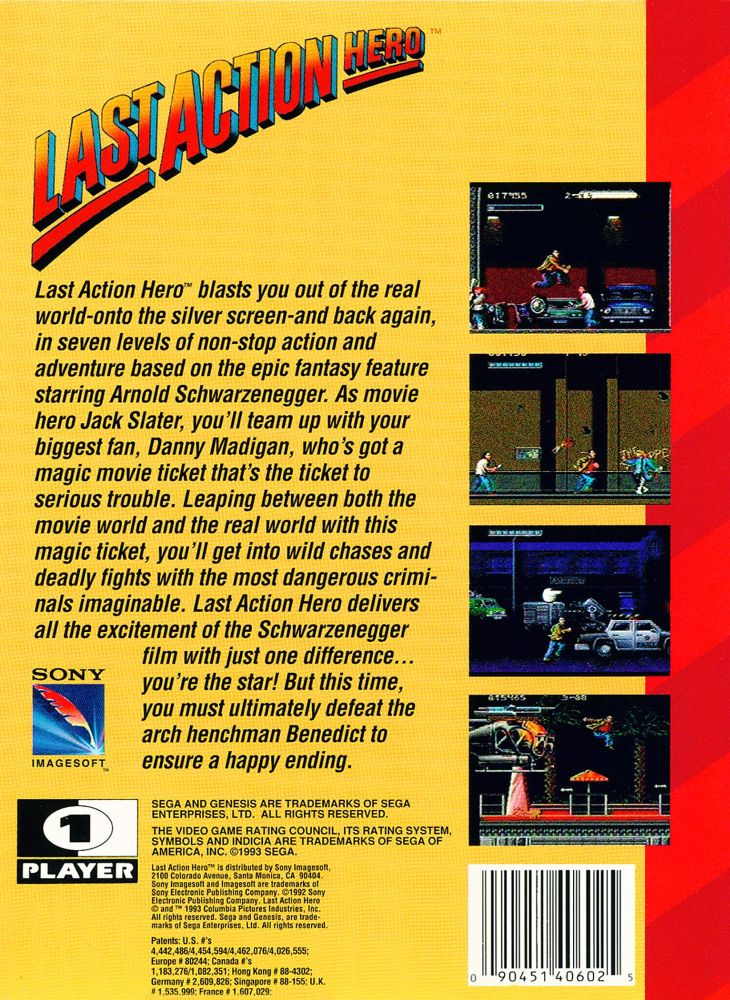 LAST ACTION HERO™
Last Action Hero™ blasts you out of the real
world-onto the silver screen-and back again,
in seven levels of non-stop action and
adventure based on the epic fantasy feature
starring Arnold Schwarzenegger. As movie
hero Jack Slater, you'll team up with your
biggest fan, Danny Madigan, who's got a
magic movie ticket that's the ticket to
serious trouble. Leaping between both the
movie world and the real world with this
magic ticket, you'll get into wild chases and
deadly fights with the most dangerous crimi-
nals imaginable. Last Action Hero delivers
all the excitement of the Schwarzenegger
film with just one difference...
you're the star! But this time,
you must ultimately defeat the
arch henchman Benedict to
ensure a happy ending.
SONY
IMAGESOFT™
017955
015965
1
PLAYER
SEGA AND GENESIS ARE TRADEMARKS OF SEGA
ENTERPRISES, LTD. ALL RIGHTS RESERVED.
THE VIDEO GAME RATING COUNCIL, ITS RATING SYSTEM,
SYMBOLS AND INDICIA ARE TRADEMARKS OF SEGA OF
AMERICA, INC. ©1993 SEGA.
Last Action Hero™ is distributed by Sony Imagesoft,
2100 Colorado Avenue, Santa Monica, CA 90404.
Sony Imagesoft and Imagesoft are trademarks of
Sony Electronic Publishing Company. ©1992 Sony
Electronic Publishing Company. Last Action Hero
© and ™ 1993 Columbia Pictures Industries, Inc.
All rights reserved. Sega and Genesis, are trade-
marks of Sega Enterprises, Ltd. All rights reserved.
Patents: U.S. #'s
4,442,486/4,454,594/4,462,076/4,026,555;
Europe # 80244; Canada #'s
1,183,276/1,082,351; Hong Kong # 88-4302;
Germany # 2,609,826; Singapore # 88-155; U.K.
# 1,535,999; France # 1,607,029;
0 90451 40602 5